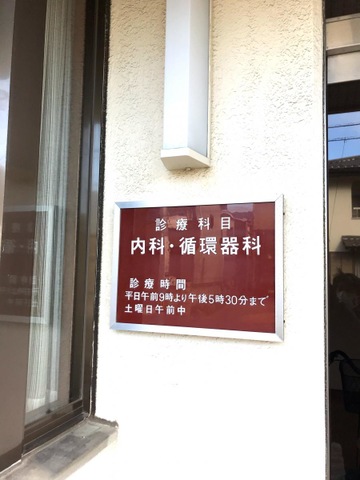 診療科目
内科・循環器科
診療時間
平日午前9時より午後5時30分まで
土曜日午前中